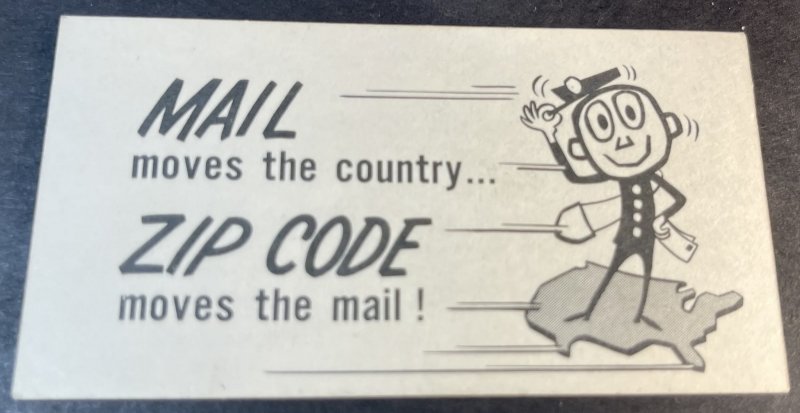 MAIL
moves the country...
ZIP CODE
moves the mail !